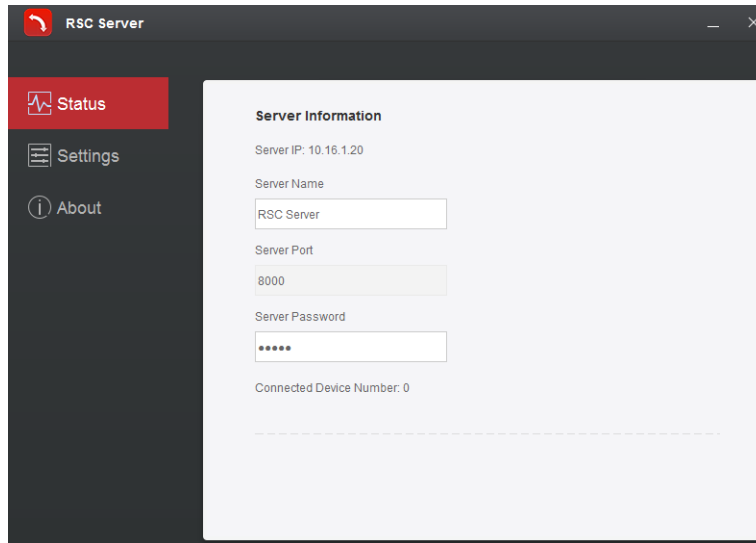 RSC Server
Status
Settings
About
Server Information
Server IP: 10.16.1.20
Server Name
RSC Server
Server Port
8000
Server Password
•••••
Connected Device Number: 0